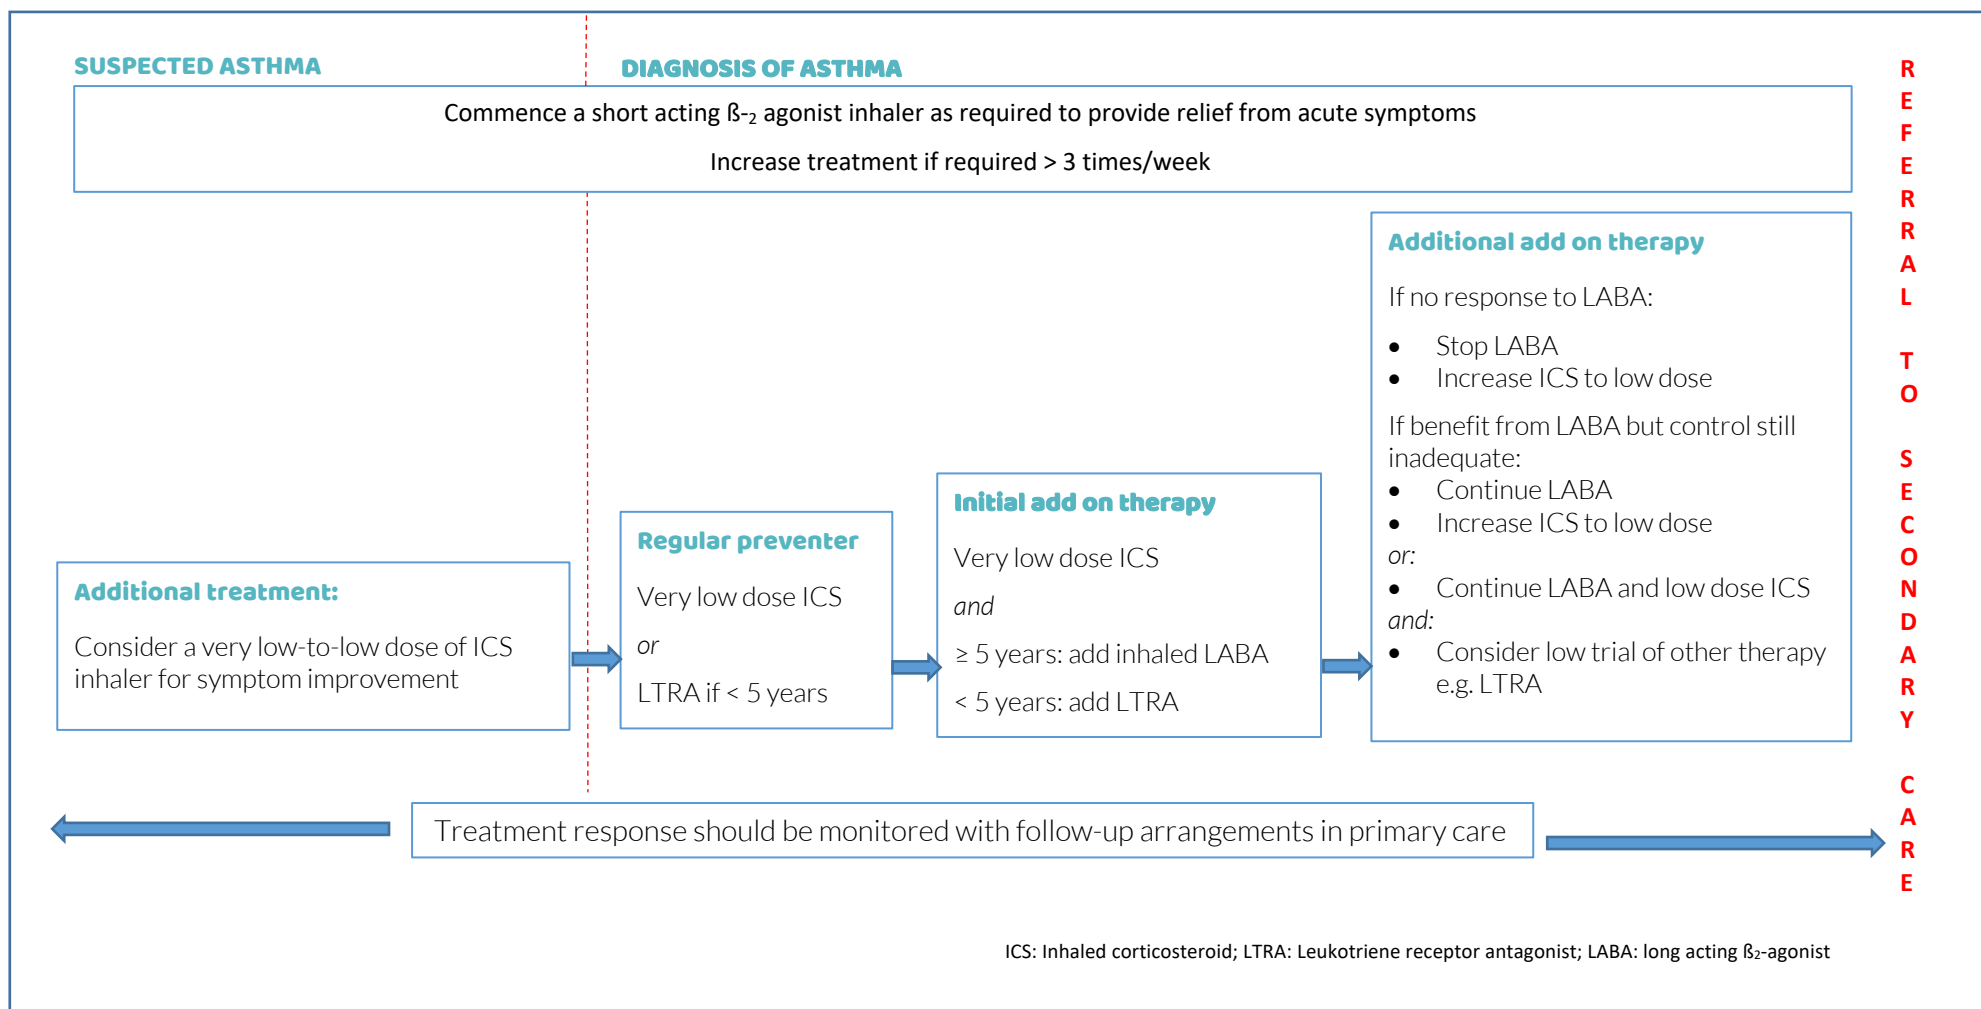 SUSPECTED ASTHMA
DIAGNOSIS OF ASTHMA
Commence a short acting ß-₂ agonist inhaler as required to provide relief from acute symptoms
Increase treatment if required > 3 times/week
Additional treatment:
Consider a very low-to-low dose of ICS
inhaler for symptom improvement
Regular preventer
Very low dose ICS
or
LTRA if < 5 years
Initial add on therapy
Very low dose ICS
and
≥ 5 years: add inhaled LABA
< 5 years: add LTRA
Additional add on therapy
If no response to LABA:
• Stop LABA
• Increase ICS to low dose
If benefit from LABA but control still
inadequate:
• Continue LABA
• Increase ICS to low dose
or:
• Continue LABA and low dose ICS
and:
• Consider low trial of other therapy
e.g. LTRA
REFERRAL TO SECONDARY CARE
Treatment response should be monitored with follow-up arrangements in primary care
ICS: Inhaled corticosteroid; LTRA: Leukotriene receptor antagonist; LABA: long acting ß₂-agonist